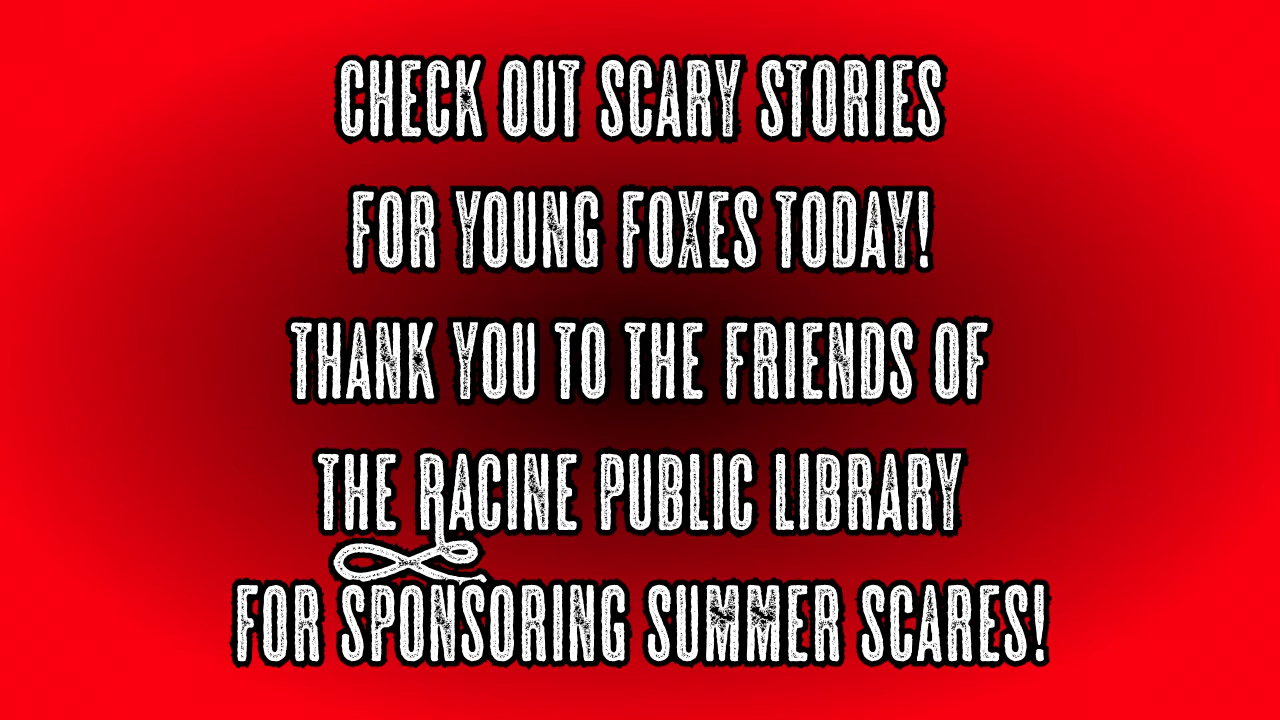 CHECK OUT SCARY STORIES
FOR YOUNG FOXES TODAY!
THANK YOU TO THE FRIENDS OF
THE RACINE PUBLIC LIBRARY
FOR SPONSORING SUMMER SCARES!